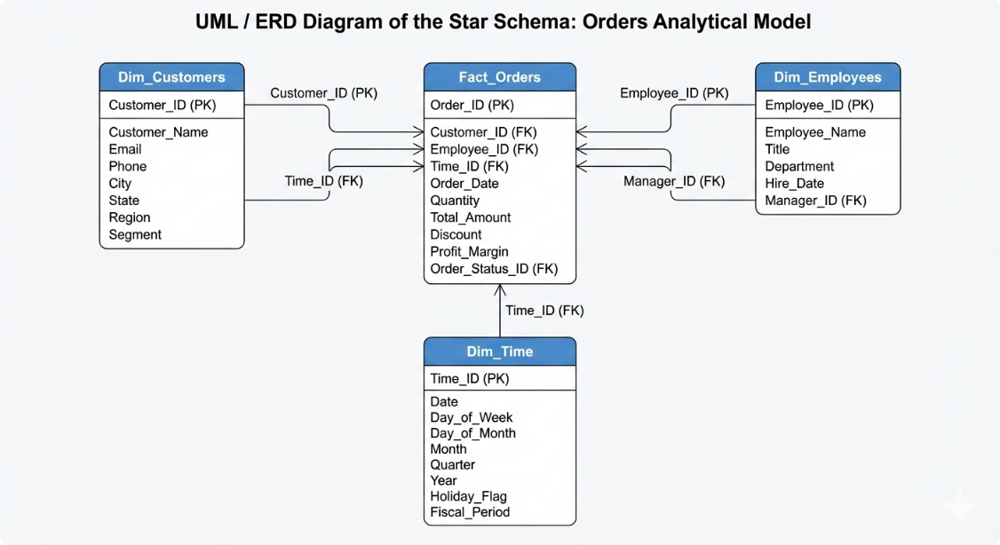 UML / ERD Diagram of the Star Schema: Orders Analytical Model
Dim_Customers
Customer_ID (PK)
Customer_Name
Email
Phone
City
State
Region
Segment
Customer_ID (PK)
Time_ID (FK)
Fact_Orders
Order_ID (PK)
Customer_ID (FK)
Employee_ID (FK)
Time_ID (FK)
Order_Date
Quantity
Total_Amount
Discount
Profit_Margin
Order_Status_ID (FK)
Employee_ID (PK)
Manager_ID (FK)
Dim_Employees
Employee_ID (PK)
Employee_Name
Title
Department
Hire_Date
Manager_ID (FK)
Time_ID (FK)
Dim_Time
Time_ID (PK)
Date
Day_of_Week
Day_of_Month
Month
Quarter
Year
Holiday_Flag
Fiscal_Period